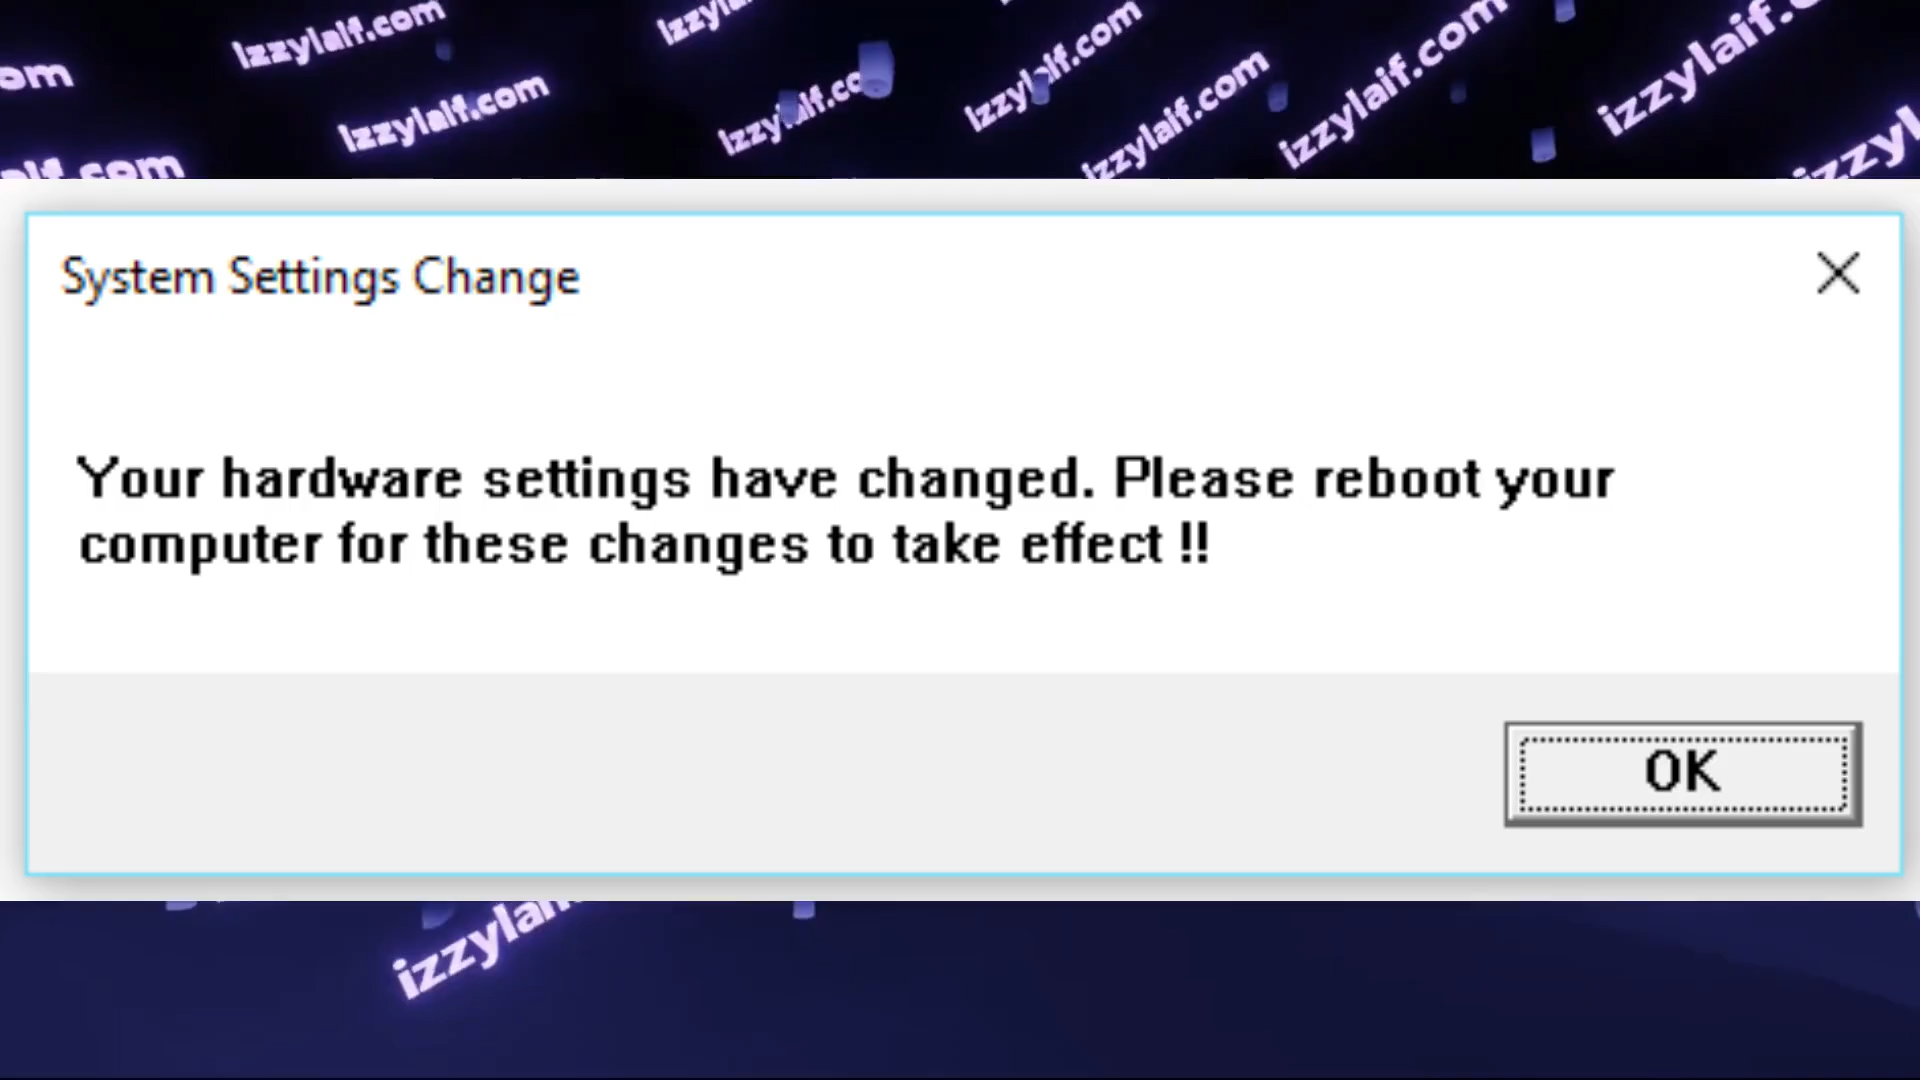 Izzylaif.com
Izzylaif.com
Izzylaif.com
izzylaif.com
izzylaif.com
System Settings Change
Your hardware settings have changed. Please reboot your
computer for these changes to take effect !!
OK